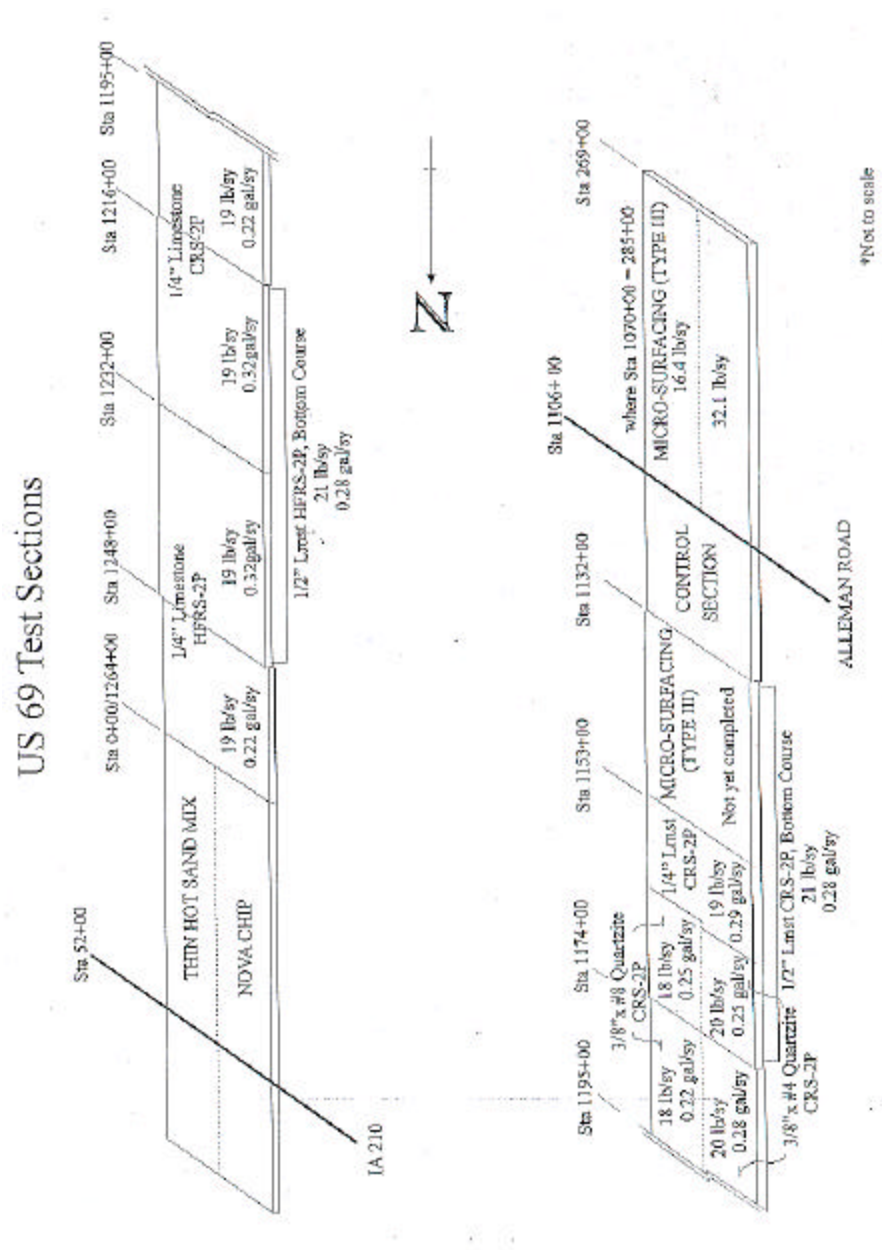 US 69 Test Sections
Sta 52+00
Sta 0+00/1264+00
Sta 1248+00
Sta 1232+00
Sta 1216+00
Sta 1195+00
THIN HOT SAND MIX
NOVA CHIP
1/4" Limestone
HFRS-2P
1/4" Limestone
CRS-2P
19 lb/sy
0.22 gal/sy
19 lb/sy
0.32gal/sy
19 lb/sy
0.32gal/sy
19 lb/sy
0.22 gal/sy
1/2" Lmst HFRS-2P, Bottom Course
21 lb/sy
0.28 gal/sy
IA 210
N
Sta 1195+00
Sta 1174+00
Sta 1153+00
Sta 1132+00
Sta 1106+ 00
Sta 269+00
3/8"x #8 Quartzite
CRS-2P
where Sta 1070+00 = 285+00
18 lb/sy
0.22 gal/sy
18 lb/sy
0.25 gal/sy
1/4" Lmst
CRS-2P
MICRO-SURFACING
(TYPE III)
CONTROL
SECTION
MICRO-SURFACING (TYPE III)
16.4 lb/sy
20 lb/sy
0.28 gal/sy
20 lb/sy
0.25 gal/sy
19 lb/sy
0.29 gal/sy
Not yet completed
32.1 lb/sy
3/8"x #4 Quartzite
CRS-2P
1/2" Lmst CRS-2P, Bottom Course
21 lb/sy
0.28 gal/sy
ALLEMAN ROAD
*Not to scale